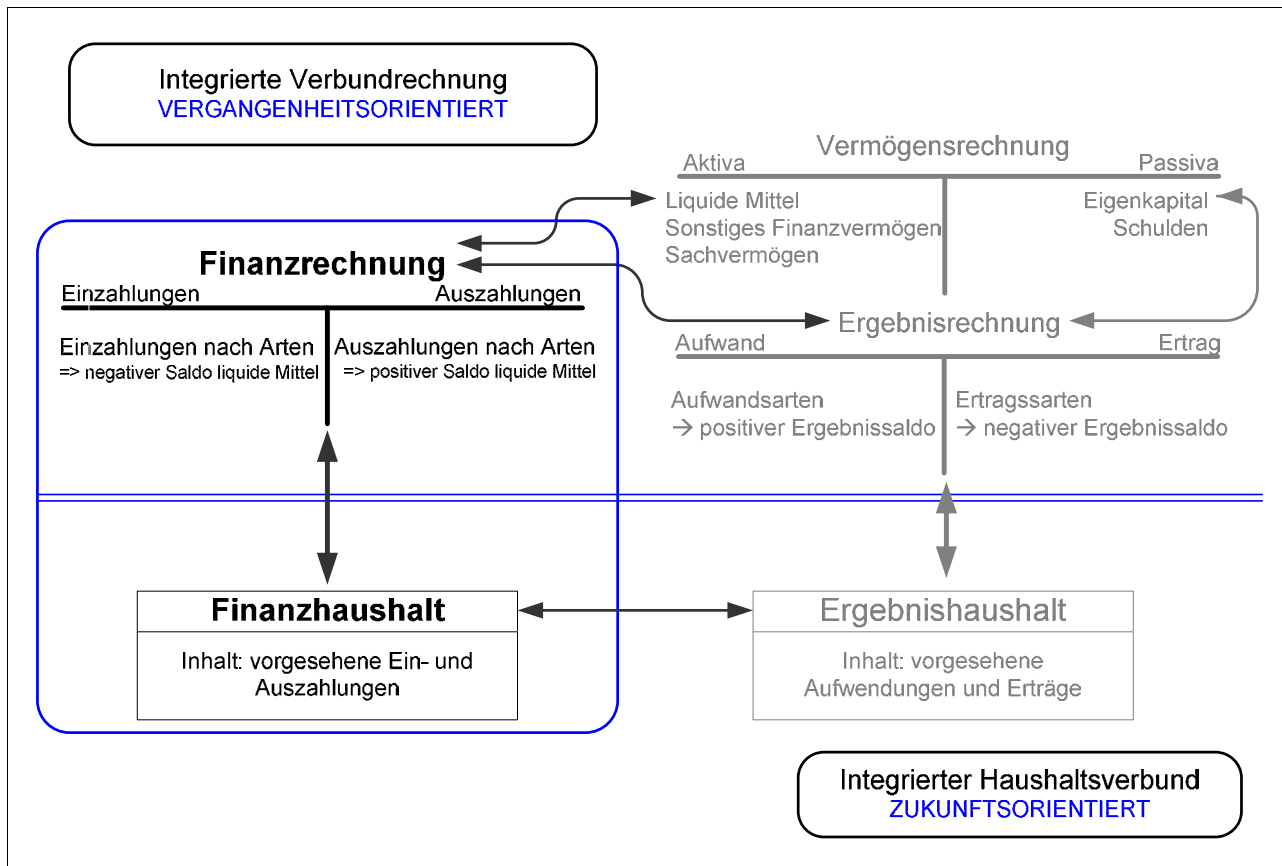 Integrierte Verbundrechnung
VERGANGENHEITSORIENTIERT
Vermögensrechnung
Aktiva
Passiva
Liquide Mittel
Sonstiges Finanzvermögen
Sachvermögen
Eigenkapital
Schulden
Finanzrechnung
Einzahlungen
Auszahlungen
Einzahlungen nach Arten
=> negativer Saldo liquide Mittel
Auszahlungen nach Arten
=> positiver Saldo liquide Mittel
Ergebnisrechnung
Aufwand
Ertrag
Aufwandsarten
→ positiver Ergebnissaldo
Ertragssarten
→ negativer Ergebnissaldo
Finanzhaushalt
Inhalt: vorgesehene Ein- und
Auszahlungen
Ergebnishaushalt
Inhalt: vorgesehene
Aufwendungen und Erträge
Integrierter Haushaltsverbund
ZUKUNFTSORIENTIERT